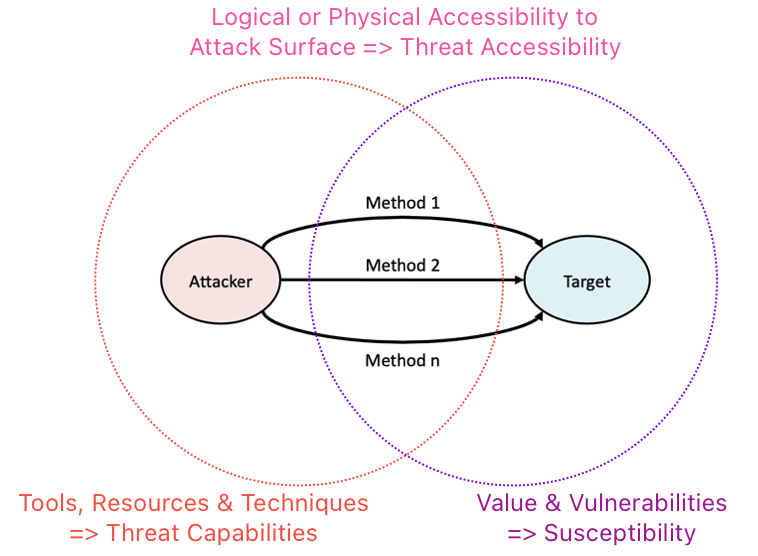 Logical or Physical Accessibility to
Attack Surface => Threat Accessibility
Method 1
Method 2
Attacker
Target
Method n
Tools, Resources & Techniques
=> Threat Capabilities
Value & Vulnerabilities
=> Susceptibility